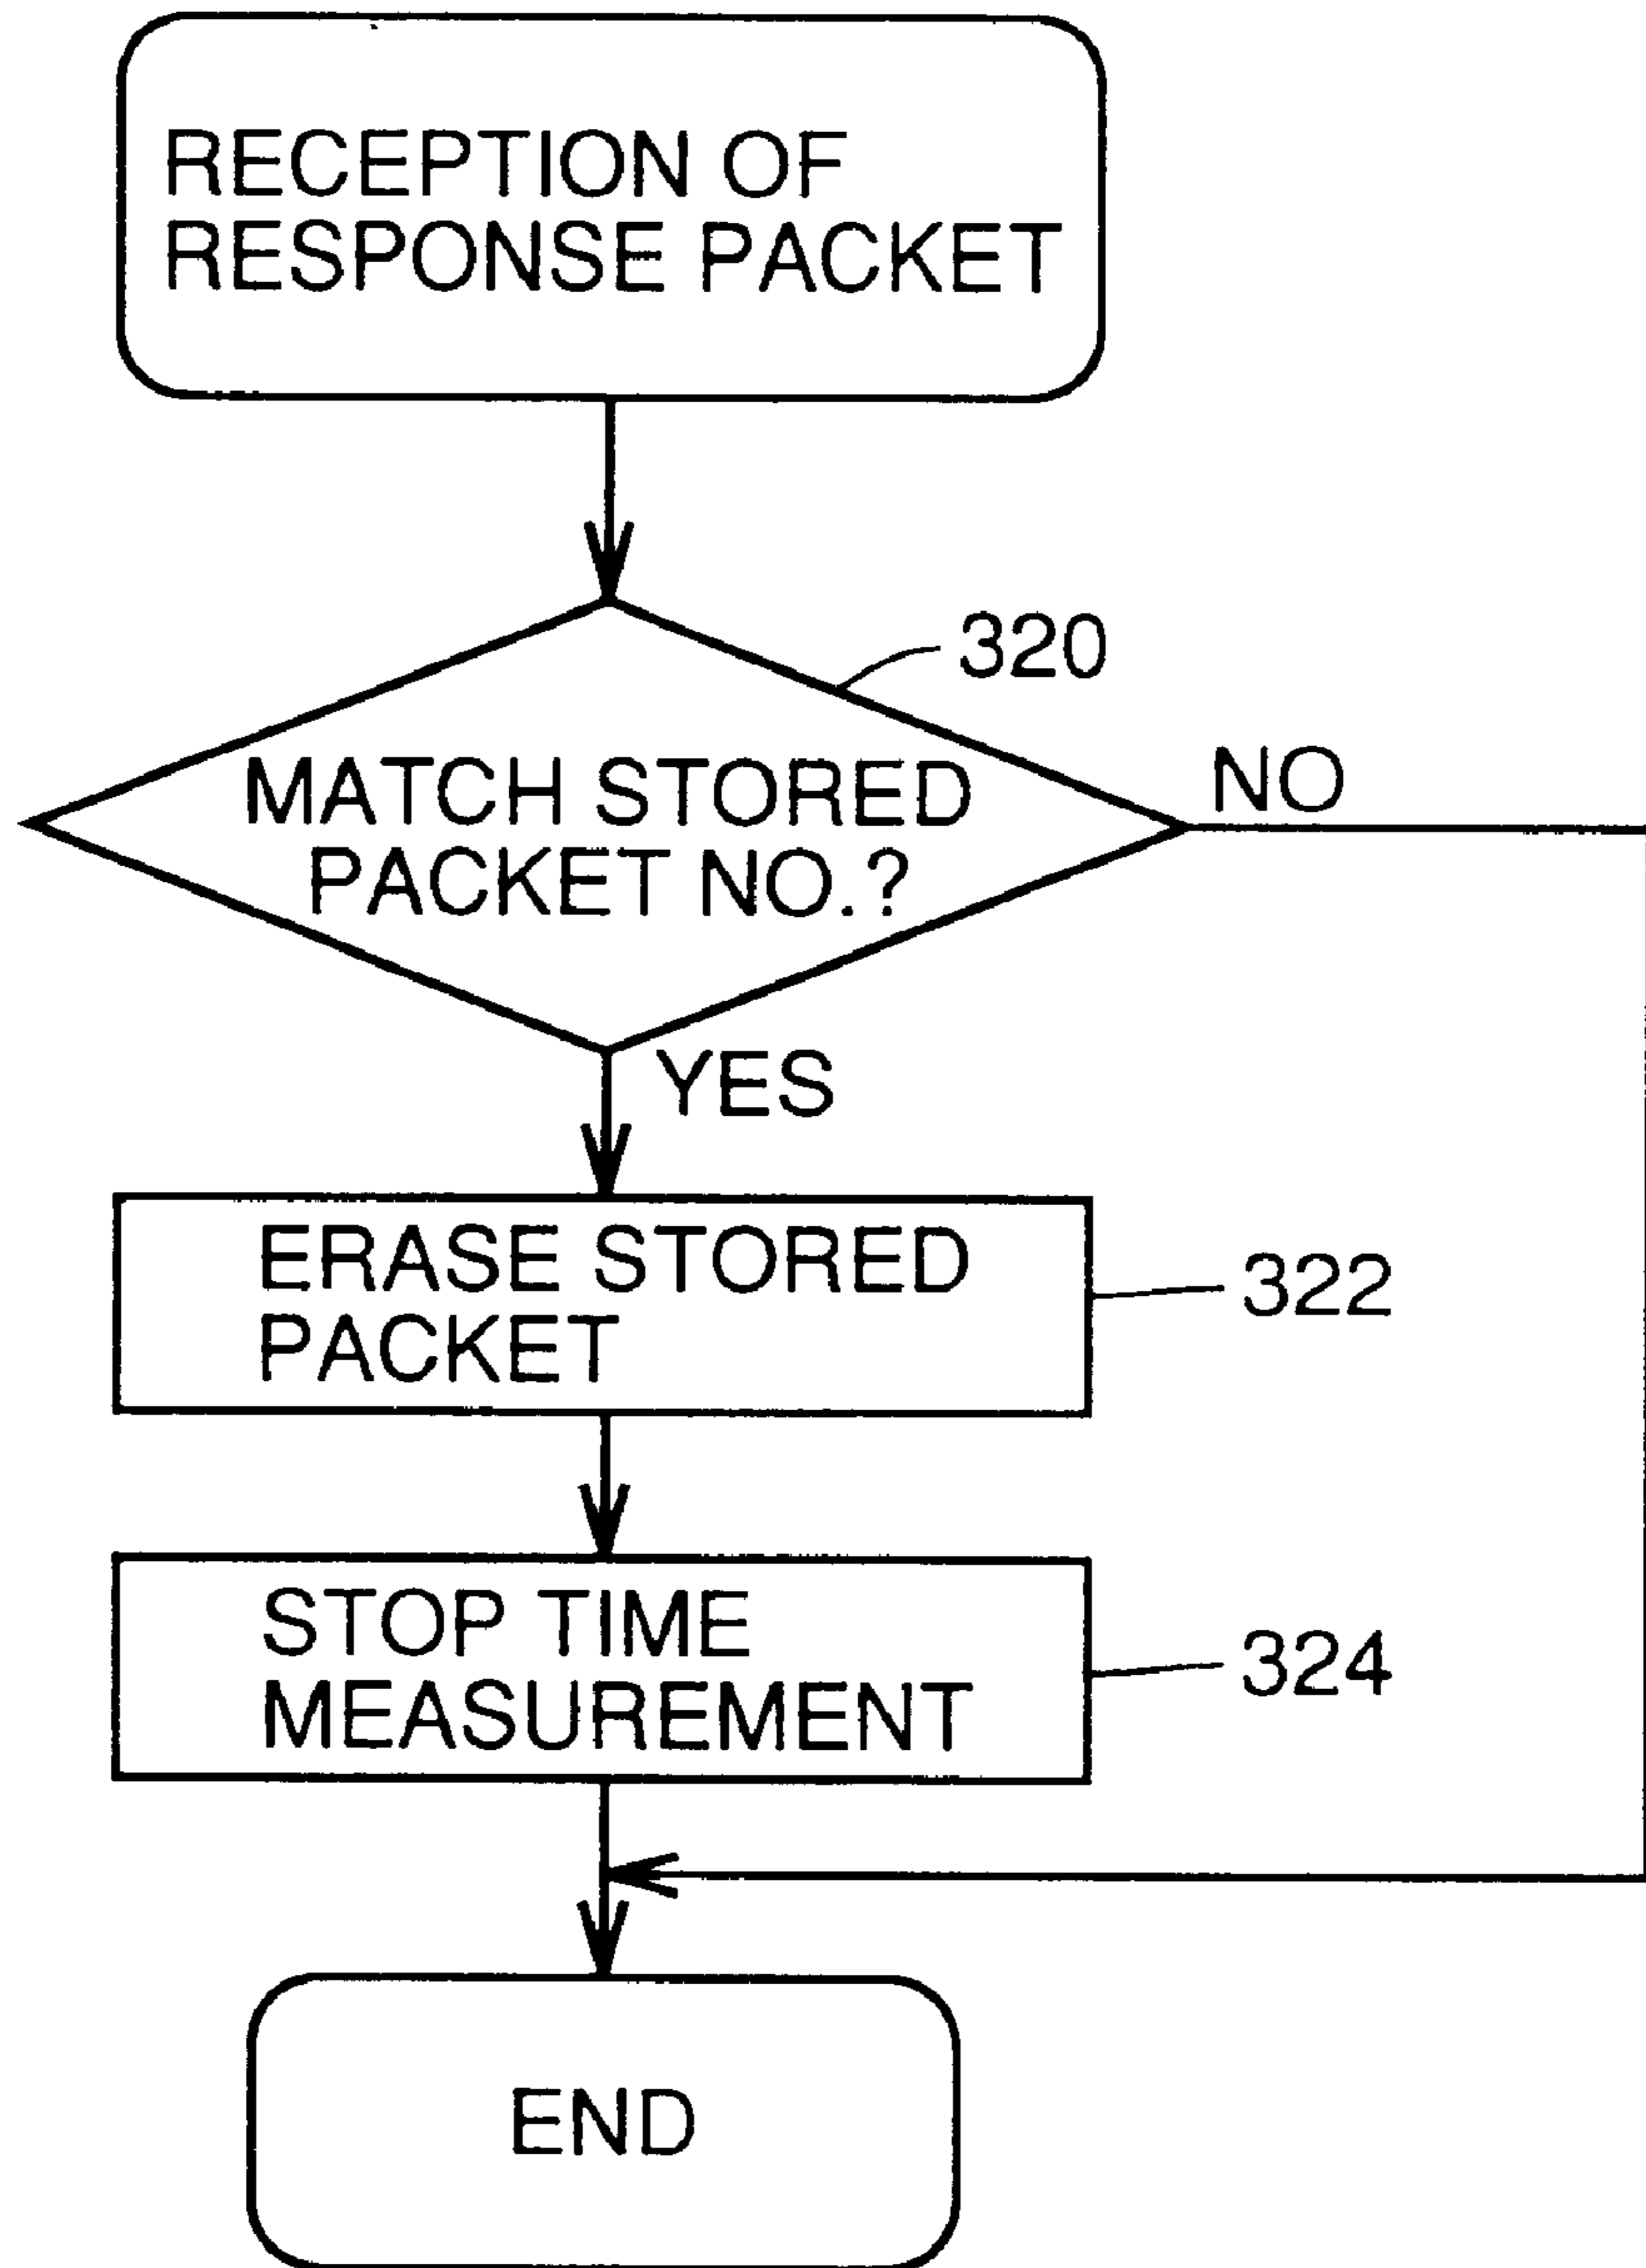 RECEPTION OF
RESPONSE PACKET
320
MATCH STORED
PACKET NO.?
NO
YES
ERASE STORED
PACKET
322
STOP TIME
MEASUREMENT
324
END